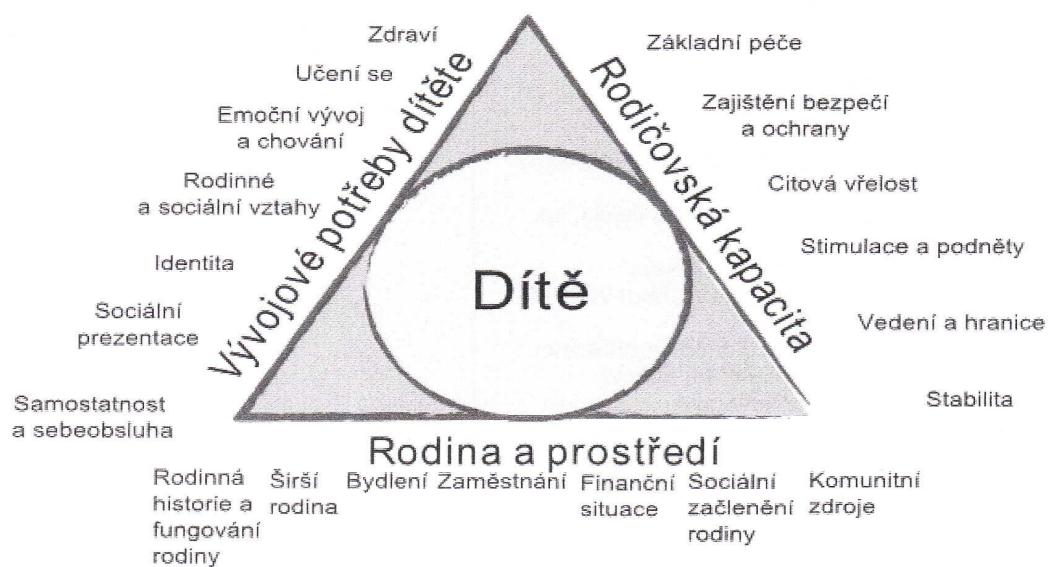 Zdraví
Učení se
Emoční vývoj
a chování
Rodinné
a sociální vztahy
Identita
Sociální
prezentace
Samostatnost
a sebeobsluha
Vývojové potřeby dítěte
Dítě
Rodičovská kapacita
Základní péče
Zajištění bezpečí
a ochrany
Citová vřelost
Stimulace a podněty
Vedení a hranice
Stabilita
Rodina a prostředí
Rodinná
historie a
fungování
rodiny
Širší
rodina
Bydlení
Zaměstnání
Finanční
situace
Sociální
začlenění
rodiny
Komunitní
zdroje